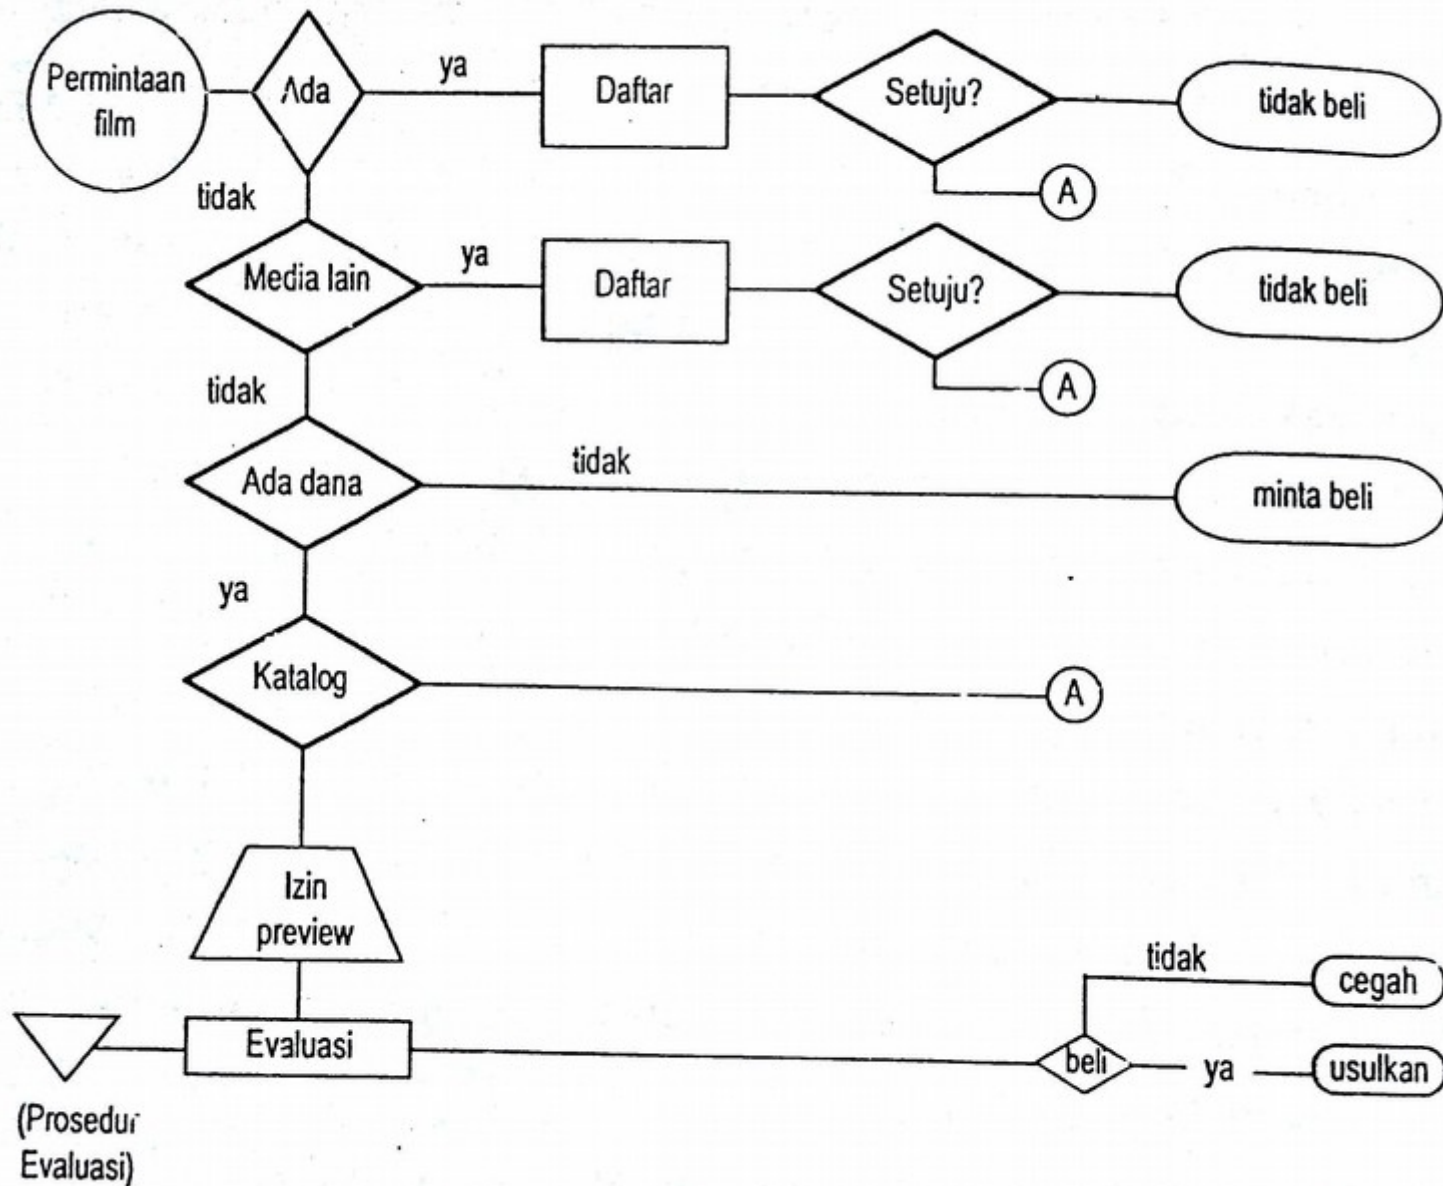 Permintaan
film
Ada
ya
Daftar
Setuju?
tidak beli
A
tidak
Media lain
ya
Daftar
Setuju?
tidak beli
A
tidak
Ada dana
tidak
minta beli
ya
Katalog
A
Izin
preview
Evaluasi
(Prosedur
Evaluasi)
beli
tidak
cegah
ya
usulkan